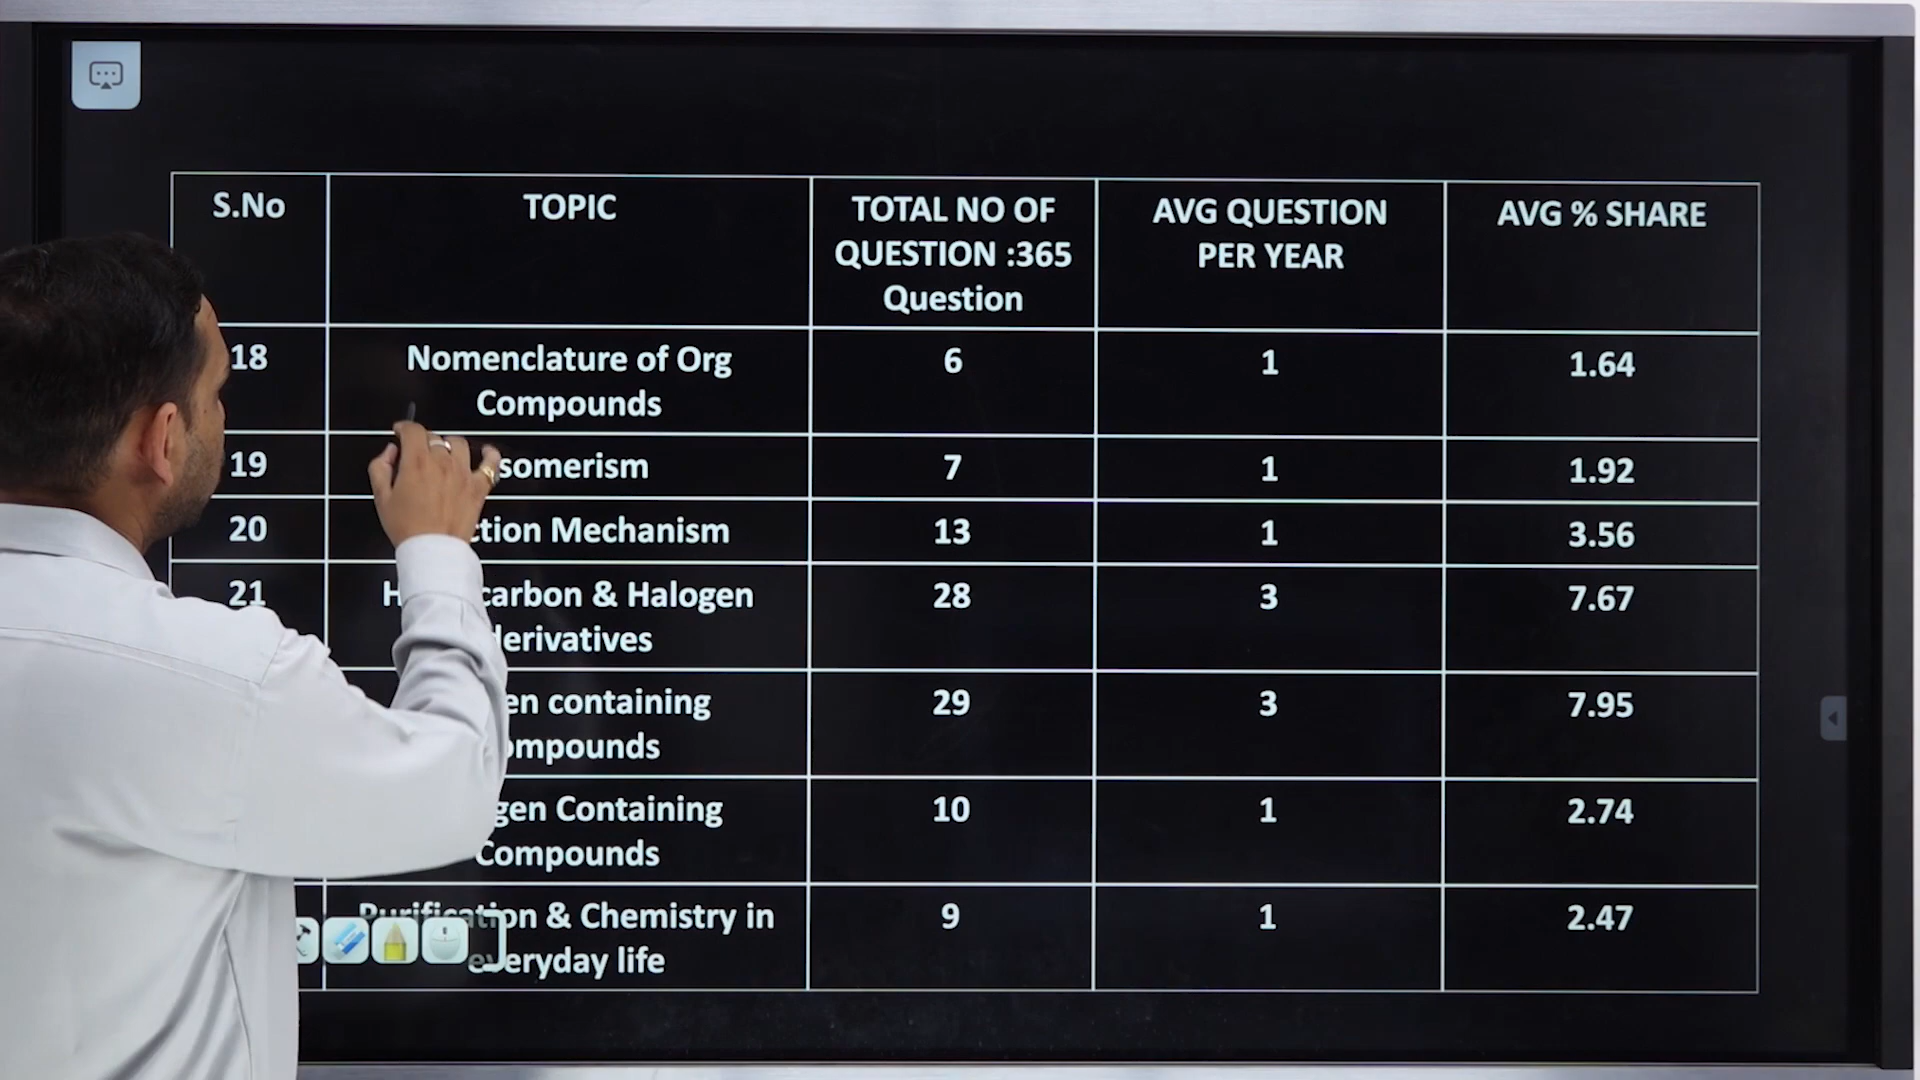 S.No TOPIC TOTAL NO OF QUESTION :365 Question AVG QUESTION PER YEAR AVG % SHARE
18 Nomenclature of Org Compounds 6 1 1.64
19 somerism 7 1 1.92
20 ction Mechanism 13 1 3.56
21 carbon & Halogen derivatives 28 3 7.67
en containing ompounds 29 3 7.95
gen Containing Compounds 10 1 2.74
Purification & Chemistry in everyday life 9 1 2.47